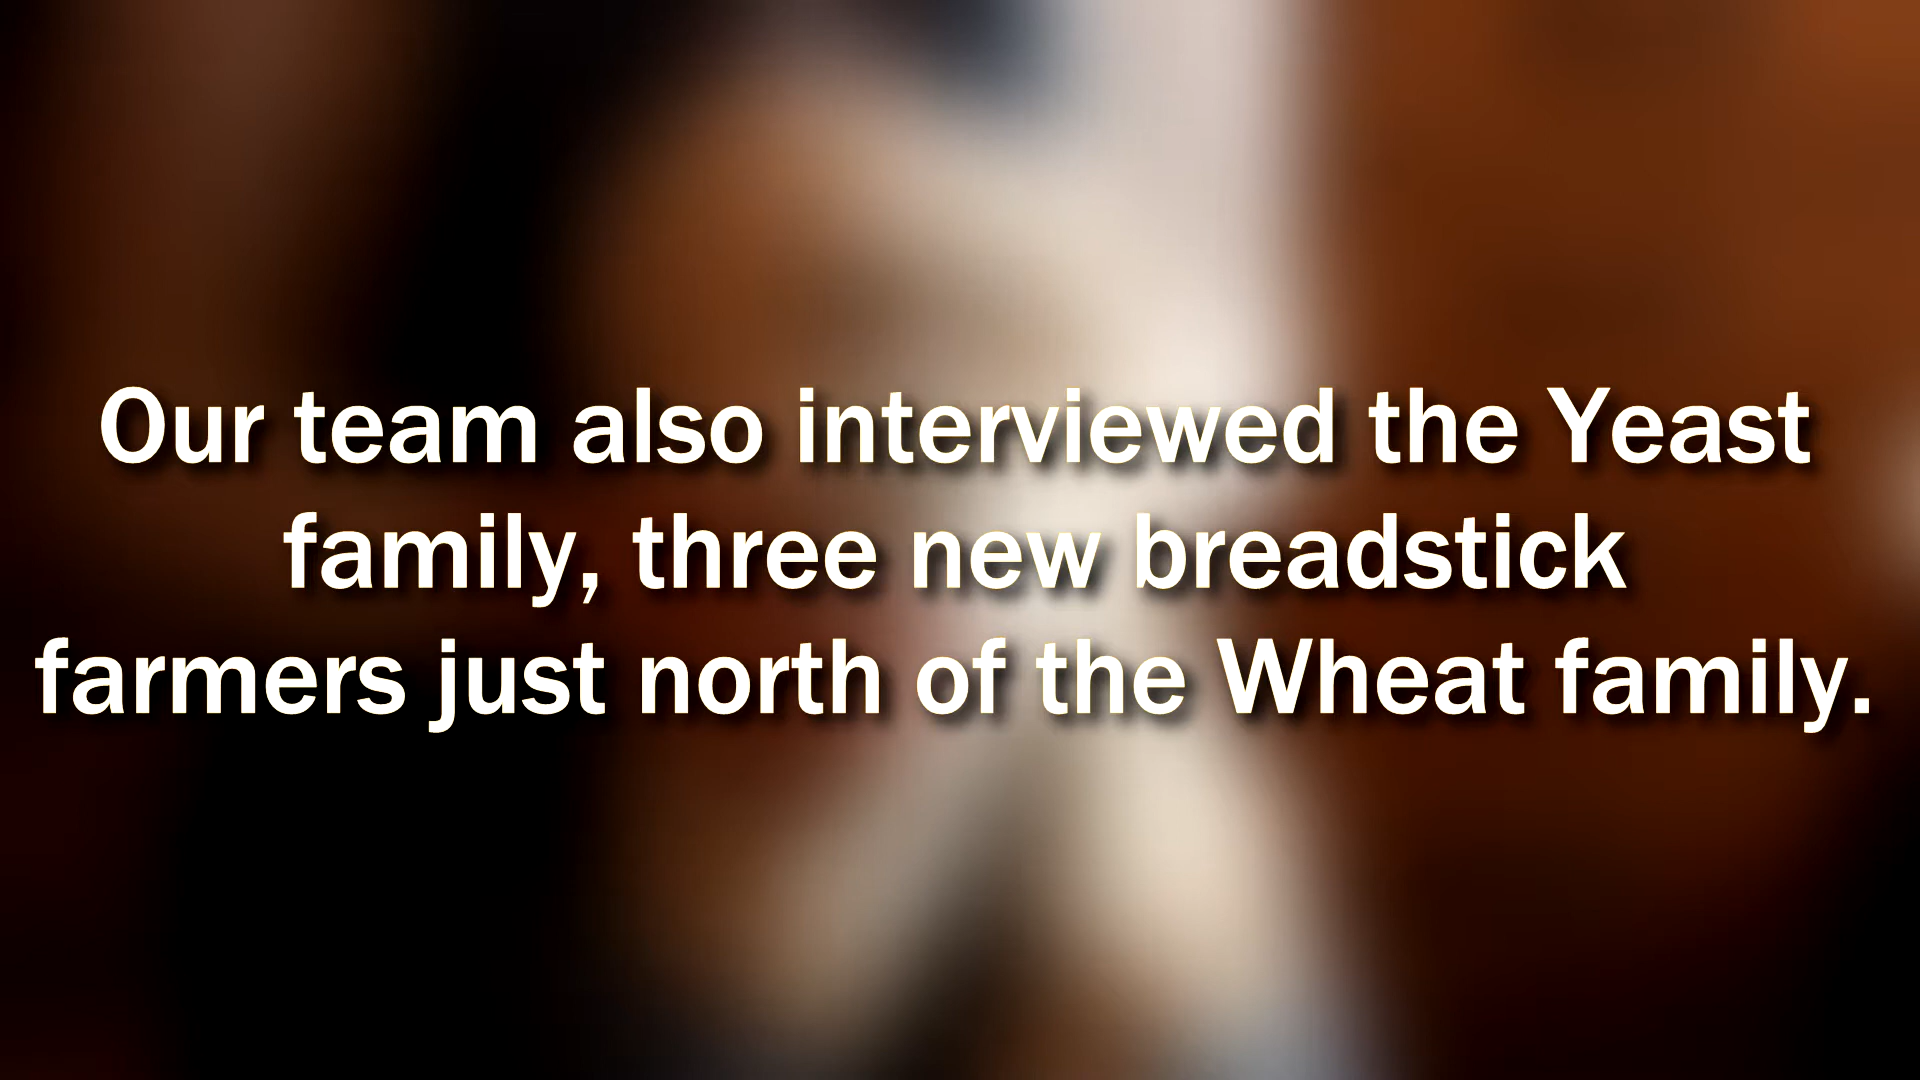 Our team also interviewed the Yeast
family, three new breadstick
farmers just north of the Wheat family.